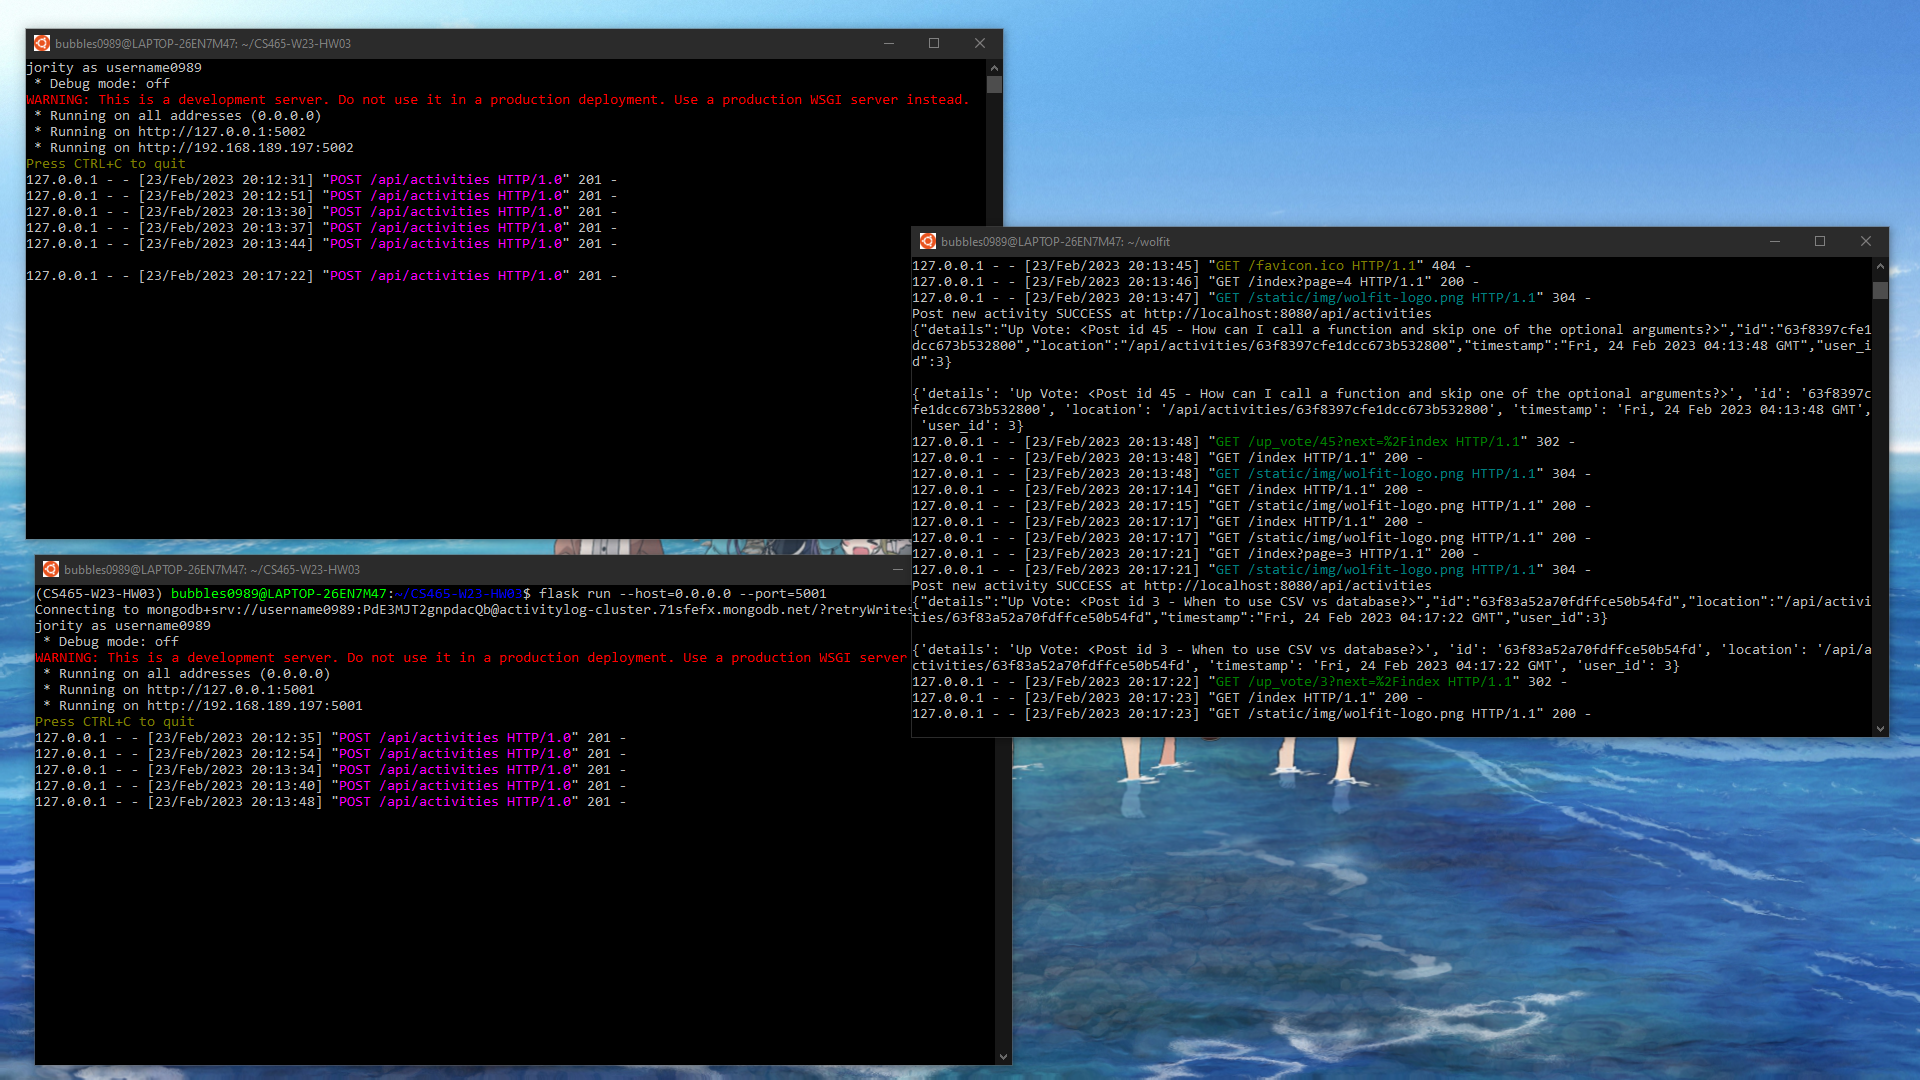 bubbles0989@LAPTOP-26EN7M47: ~/CS465-W23-HW03
jority as username0989
 * Debug mode: off
WARNING: This is a development server. Do not use it in a production deployment. Use a production WSGI server instead.
 * Running on all addresses (0.0.0.0)
 * Running on http://127.0.0.1:5002
 * Running on http://192.168.189.197:5002
Press CTRL+C to quit
127.0.0.1 - - [23/Feb/2023 20:12:31] "POST /api/activities HTTP/1.0" 201 -
127.0.0.1 - - [23/Feb/2023 20:12:51] "POST /api/activities HTTP/1.0" 201 -
127.0.0.1 - - [23/Feb/2023 20:13:30] "POST /api/activities HTTP/1.0" 201 -
127.0.0.1 - - [23/Feb/2023 20:13:37] "POST /api/activities HTTP/1.0" 201 -
127.0.0.1 - - [23/Feb/2023 20:13:44] "POST /api/activities HTTP/1.0" 201 -
127.0.0.1 - - [23/Feb/2023 20:17:22] "POST /api/activities HTTP/1.0" 201 -
bubbles0989@LAPTOP-26EN7M47: ~/wolfit
127.0.0.1 - - [23/Feb/2023 20:13:45] "GET /favicon.ico HTTP/1.1" 404 -
127.0.0.1 - - [23/Feb/2023 20:13:46] "GET /index?page=4 HTTP/1.1" 200 -
127.0.0.1 - - [23/Feb/2023 20:13:47] "GET /static/img/wolfit-logo.png HTTP/1.1" 304 -
Post new activity SUCCESS at http://localhost:8080/api/activities
{"details":"Up Vote: <Post id 45 - How can I call a function and skip one of the optional arguments?>","id":"63f8397cfe1
dcc673b532800","location":"/api/activities/63f8397cfe1dcc673b532800","timestamp":"Fri, 24 Feb 2023 04:13:48 GMT","user_i
d":3}
{'details': 'Up Vote: <Post id 45 - How can I call a function and skip one of the optional arguments?>', 'id': '63f8397c
fe1dcc673b532800', 'location': '/api/activities/63f8397cfe1dcc673b532800', 'timestamp': 'Fri, 24 Feb 2023 04:13:48 GMT',
 'user_id': 3}
127.0.0.1 - - [23/Feb/2023 20:13:48] "GET /up_vote/45?next=%2Findex HTTP/1.1" 302 -
127.0.0.1 - - [23/Feb/2023 20:13:48] "GET /index HTTP/1.1" 200 -
127.0.0.1 - - [23/Feb/2023 20:13:48] "GET /static/img/wolfit-logo.png HTTP/1.1" 304 -
127.0.0.1 - - [23/Feb/2023 20:17:14] "GET /index HTTP/1.1" 200 -
127.0.0.1 - - [23/Feb/2023 20:17:15] "GET /static/img/wolfit-logo.png HTTP/1.1" 200 -
127.0.0.1 - - [23/Feb/2023 20:17:17] "GET /index HTTP/1.1" 200 -
127.0.0.1 - - [23/Feb/2023 20:17:17] "GET /static/img/wolfit-logo.png HTTP/1.1" 200 -
127.0.0.1 - - [23/Feb/2023 20:17:21] "GET /index?page=3 HTTP/1.1" 200 -
127.0.0.1 - - [23/Feb/2023 20:17:21] "GET /static/img/wolfit-logo.png HTTP/1.1" 304 -
Post new activity SUCCESS at http://localhost:8080/api/activities
{"details":"Up Vote: <Post id 3 - When to use CSV vs database?>","id":"63f83a52a70fdffce50b54fd","location":"/api/activi
ties/63f83a52a70fdffce50b54fd","timestamp":"Fri, 24 Feb 2023 04:17:22 GMT","user_id":3}
{'details': 'Up Vote: <Post id 3 - When to use CSV vs database?>', 'id': '63f83a52a70fdffce50b54fd', 'location': '/api/a
ctivities/63f83a52a70fdffce50b54fd', 'timestamp': 'Fri, 24 Feb 2023 04:17:22 GMT', 'user_id': 3}
127.0.0.1 - - [23/Feb/2023 20:17:22] "GET /up_vote/3?next=%2Findex HTTP/1.1" 302 -
127.0.0.1 - - [23/Feb/2023 20:17:23] "GET /index HTTP/1.1" 200 -
127.0.0.1 - - [23/Feb/2023 20:17:23] "GET /static/img/wolfit-logo.png HTTP/1.1" 200 -
bubbles0989@LAPTOP-26EN7M47: ~/CS465-W23-HW03
(CS465-W23-HW03) bubbles0989@LAPTOP-26EN7M47:~/CS465-W23-HW03$ flask run --host=0.0.0.0 --port=5001
Connecting to mongodb+srv://username0989:PdE3MJT2gnpdacQb@activitylog-cluster.71sfefx.mongodb.net/?retryWrites
jority as username0989
 * Debug mode: off
WARNING: This is a development server. Do not use it in a production deployment. Use a production WSGI server
 * Running on all addresses (0.0.0.0)
 * Running on http://127.0.0.1:5001
 * Running on http://192.168.189.197:5001
Press CTRL+C to quit
127.0.0.1 - - [23/Feb/2023 20:12:35] "POST /api/activities HTTP/1.0" 201 -
127.0.0.1 - - [23/Feb/2023 20:12:54] "POST /api/activities HTTP/1.0" 201 -
127.0.0.1 - - [23/Feb/2023 20:13:34] "POST /api/activities HTTP/1.0" 201 -
127.0.0.1 - - [23/Feb/2023 20:13:40] "POST /api/activities HTTP/1.0" 201 -
127.0.0.1 - - [23/Feb/2023 20:13:48] "POST /api/activities HTTP/1.0" 201 -